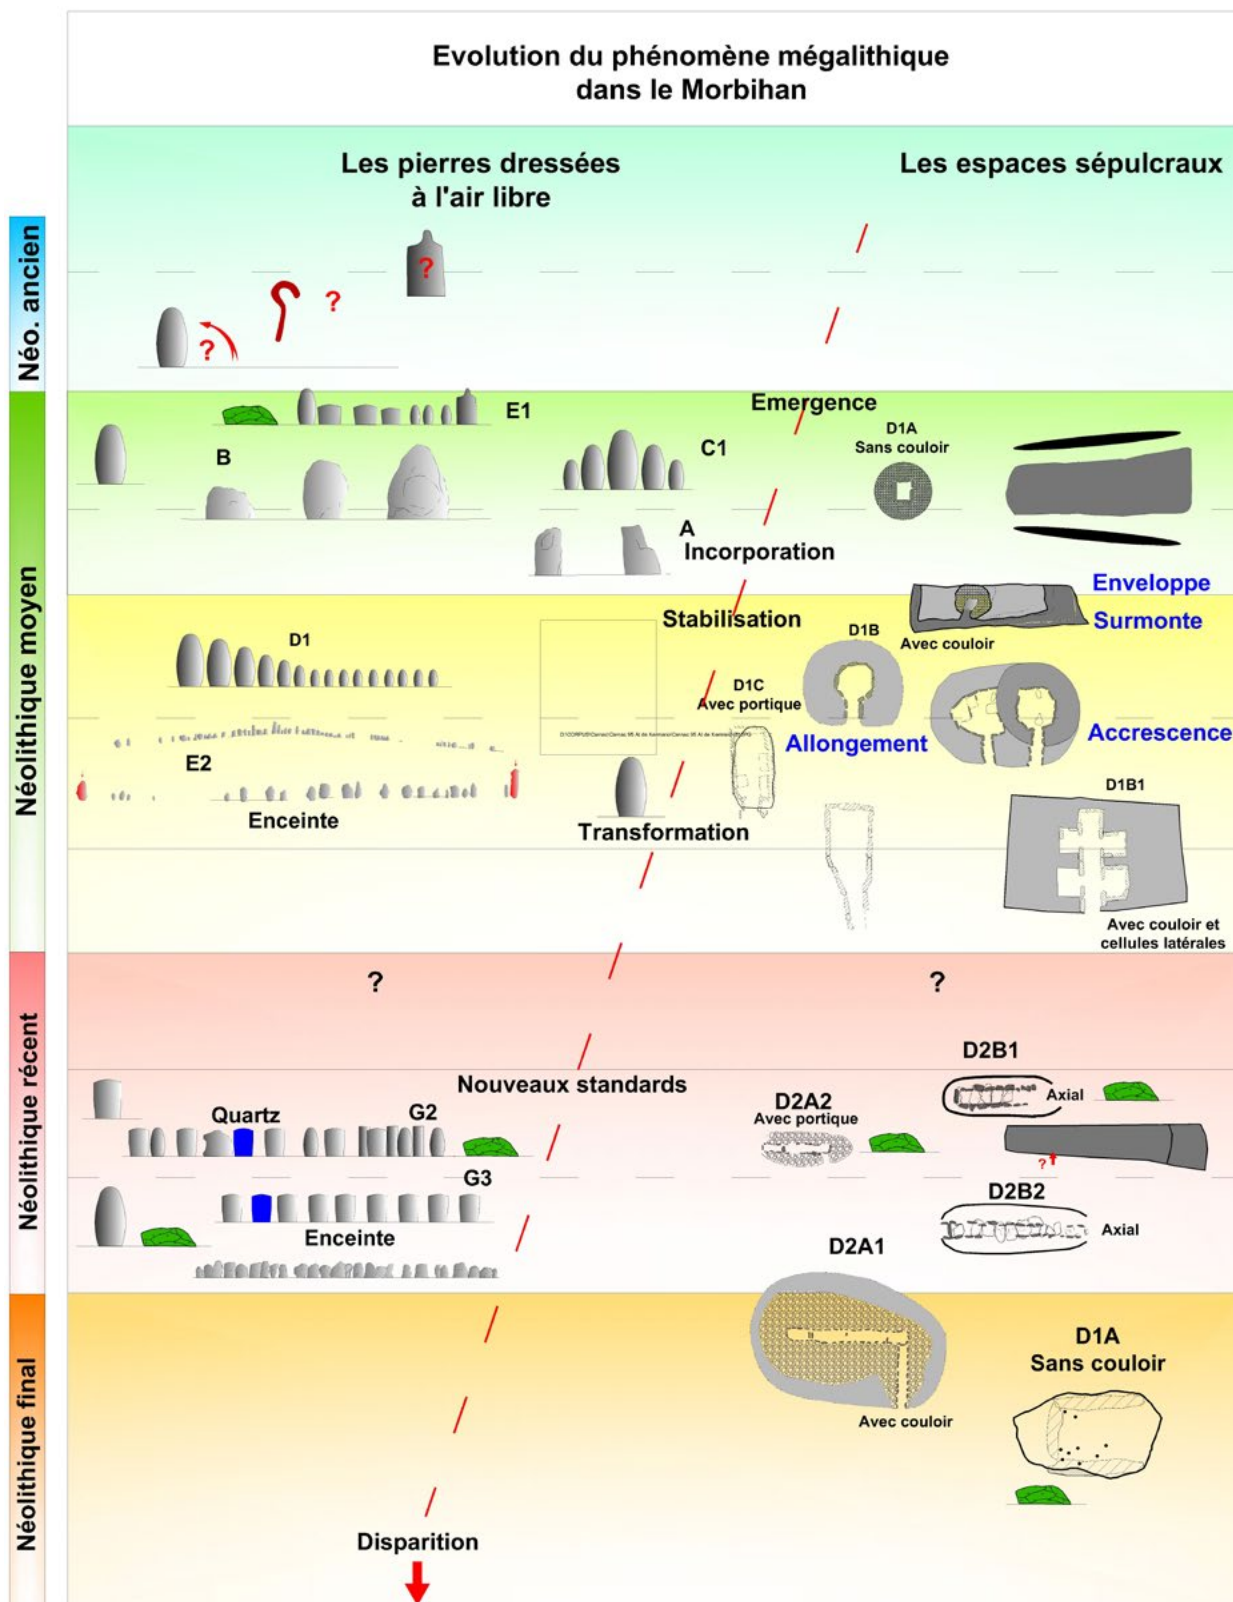 Evolution du phénomène mégalithique
dans le Morbihan
Les pierres dressées
à l'air libre
Les espaces sépulcraux
Néo. ancien
?
?
?
Néolithique moyen
Emergence
E1
D1A
Sans couloir
B
C1
A
Incorporation
Enveloppe
Stabilisation
Surmonte
D1
D1B
Avec couloir
D1C
Avec portique
Allongement
Accrescence
E2
D1B1
Enceinte
Transformation
Avec couloir et
cellules latérales
Néolithique récent
?
?
D2B1
Nouveaux standards
Axial
Quartz
G2
D2A2
Avec portique
?
G3
D2B2
Enceinte
Axial
D2A1
Néolithique final
D1A
Sans couloir
Avec couloir
Disparition